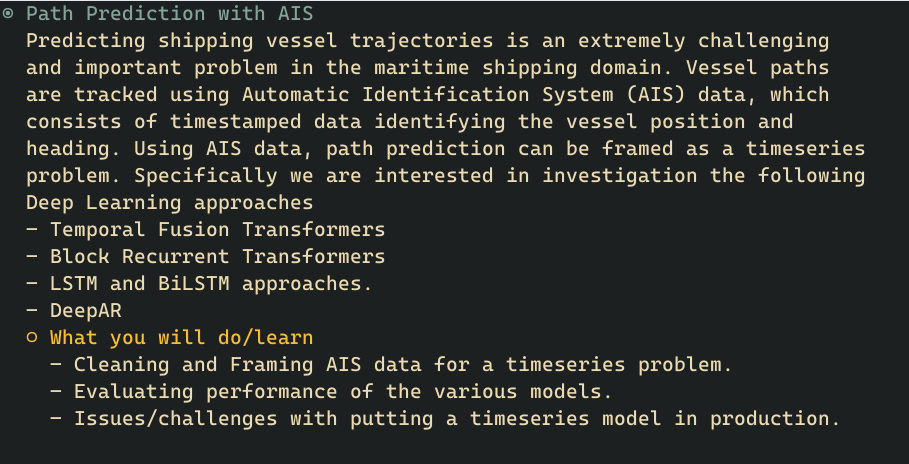 Path Prediction with AIS
Predicting shipping vessel trajectories is an extremely challenging
and important problem in the maritime shipping domain. Vessel paths
are tracked using Automatic Identification System (AIS) data, which
consists of timestamped data identifying the vessel position and
heading. Using AIS data, path prediction can be framed as a timeseries
problem. Specifically we are interested in investigation the following
Deep Learning approaches
− Temporal Fusion Transformers
− Block Recurrent Transformers
− LSTM and BiLSTM approaches.
− DeepAR
○ What you will do/learn
− Cleaning and Framing AIS data for a timeseries problem.
− Evaluating performance of the various models.
− Issues/challenges with putting a timeseries model in production.